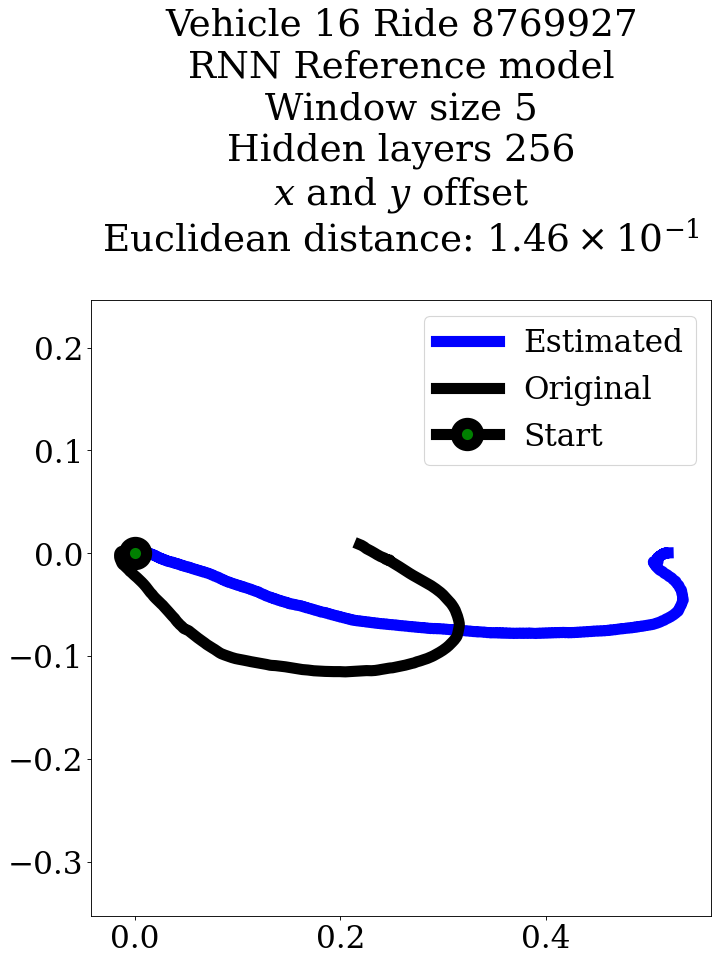 Vehicle 16 Ride 8769927
RNN Reference model
Window size 5
Hidden layers 256
x and y offset
Euclidean distance: 1.46 × 10⁻¹
Estimated
Original
Start
0.2
0.1
0.0
−0.1
−0.2
−0.3
0.0 0.2 0.4